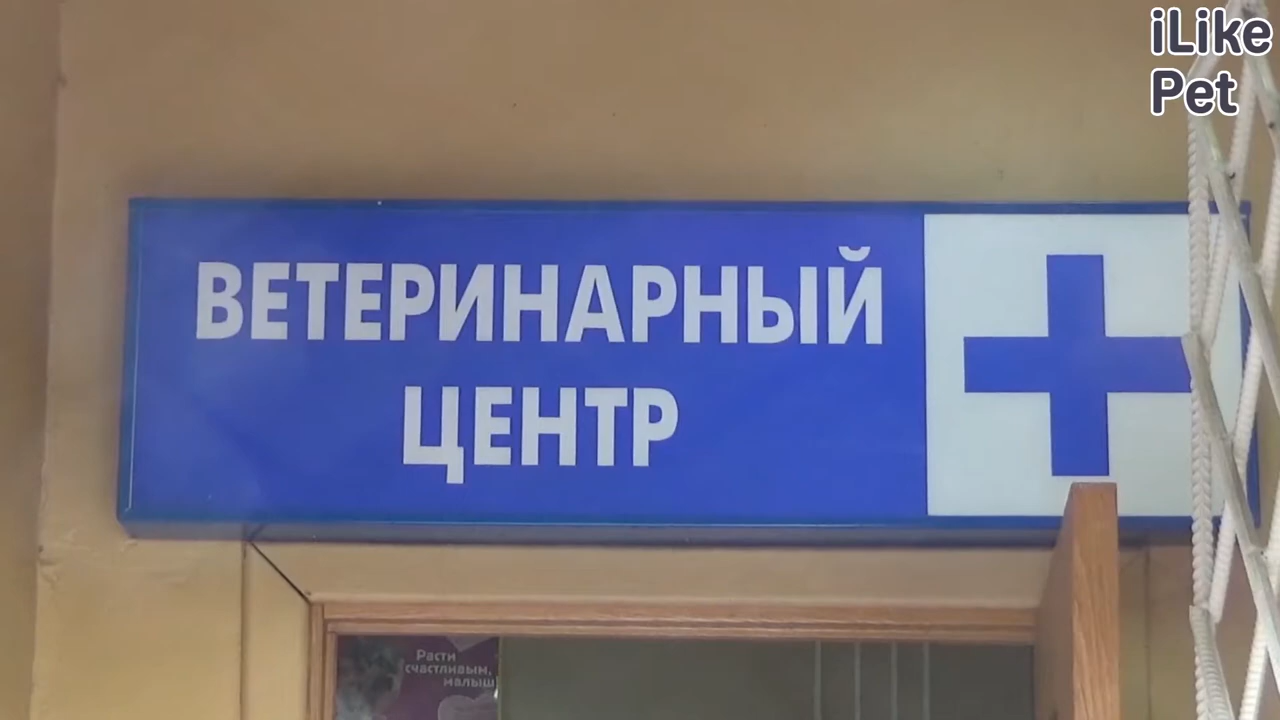 iLike
Pet
ВЕТЕРИНАРНЫЙ
ЦЕНТР
Расти
счастливым,
малыш